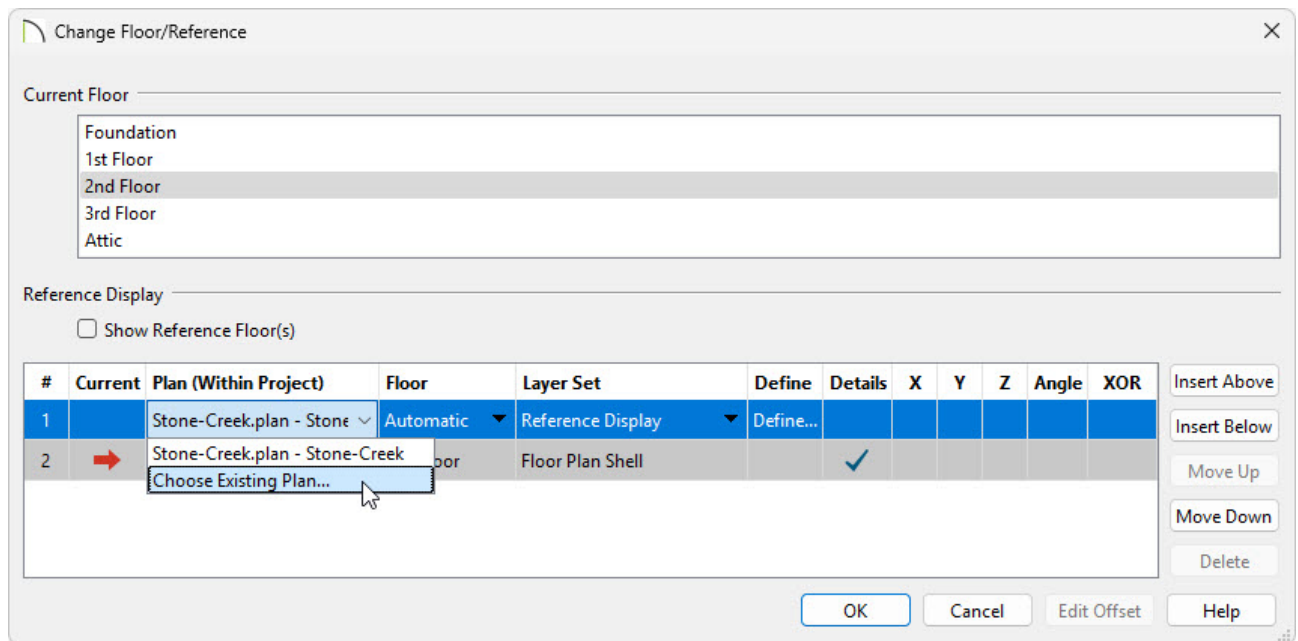 Change Floor/Reference
Current Floor
Foundation
1st Floor
2nd Floor
3rd Floor
Attic
Reference Display
Show Reference Floor(s)
# Current Plan (Within Project) Floor Layer Set Define Details X Y Z Angle XOR
1 Stone-Creek.plan - Stone Automatic Reference Display Define...
Stone-Creek.plan - Stone-Creek
2 oor Floor Plan Shell
Choose Existing Plan...
Insert Above
Insert Below
Move Up
Move Down
Delete
OK Cancel Edit Offset Help